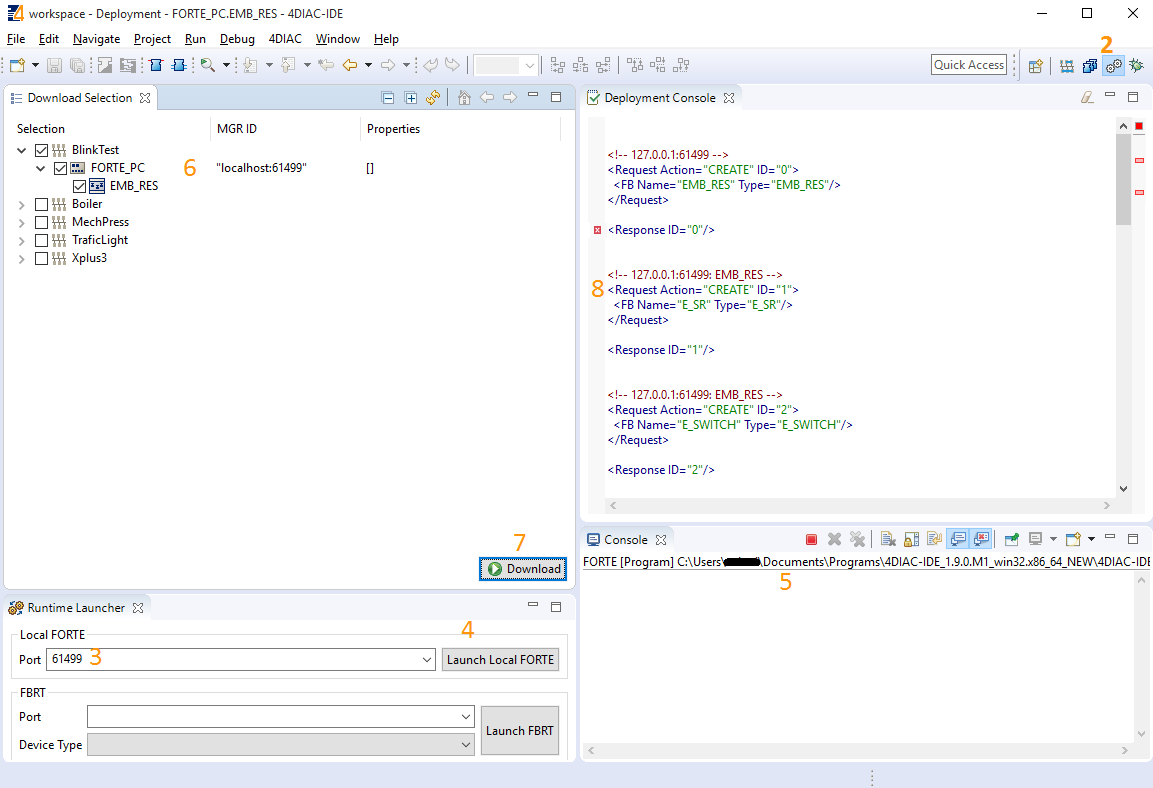 workspace - Deployment - FORTE_PC.EMB_RES - 4DIAC-IDE
File Edit Navigate Project Run Debug 4DIAC Window Help
2
Quick Access
Download Selection
Selection MGR ID Properties
BlinkTest
FORTE_PC 6 "localhost:61499" []
EMB_RES
Boiler
MechPress
TraficLight
Xplus3
7
Download
Runtime Launcher
Local FORTE
4
Port 61499 3 Launch Local FORTE
FBRT
Port
Launch FBRT
Device Type
Deployment Console
<!-- 127.0.0.1:61499 -->
<Request Action="CREATE" ID="0">
<FB Name="EMB_RES" Type="EMB_RES"/>
</Request>
<Response ID="0"/>
<!-- 127.0.0.1:61499: EMB_RES -->
8 <Request Action="CREATE" ID="1">
<FB Name="E_SR" Type="E_SR"/>
</Request>
<Response ID="1"/>
<!-- 127.0.0.1:61499: EMB_RES -->
<Request Action="CREATE" ID="2">
<FB Name="E_SWITCH" Type="E_SWITCH"/>
</Request>
<Response ID="2"/>
Console
FORTE [Program] C:\Users\ \Documents\Programs\4DIAC-IDE_1.9.0.M1_win32.x86_64_NEW\4DIAC-IDE
5